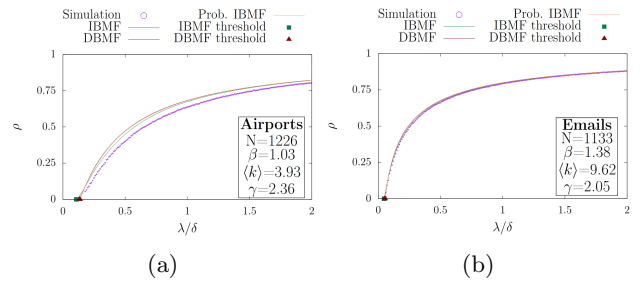 Simulation Prob. IBMF
IBMF IBMF threshold
DBMF DBMF threshold
1
0.75
ρ
0.5
0.25
0
0 0.5 1 1.5 2
λ/δ
Airports
N=1226
β=1.03
⟨k⟩=3.93
γ=2.36
(a)
Simulation Prob. IBMF
IBMF IBMF threshold
DBMF DBMF threshold
1
0.75
ρ
0.5
0.25
0
0 0.5 1 1.5 2
λ/δ
Emails
N=1133
β=1.38
⟨k⟩=9.62
γ=2.05
(b)